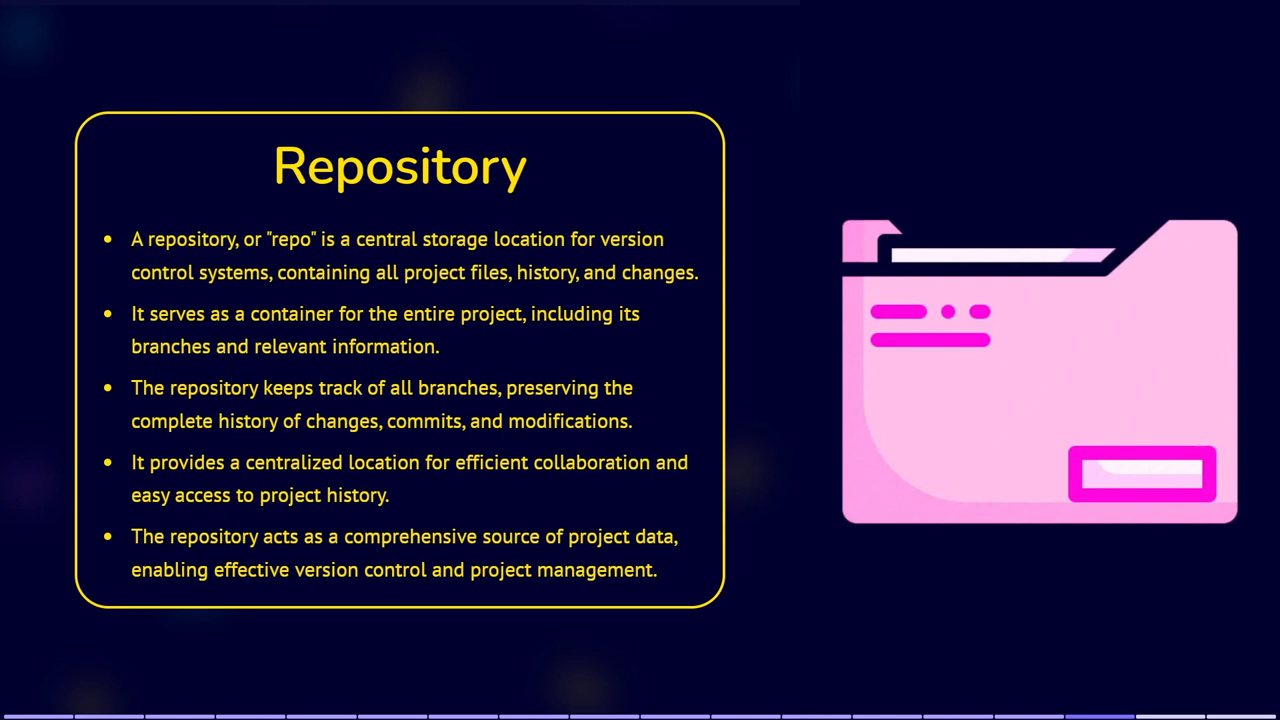 Repository
• A repository, or "repo" is a central storage location for version
control systems, containing all project files, history, and changes.
• It serves as a container for the entire project, including its
branches and relevant information.
• The repository keeps track of all branches, preserving the
complete history of changes, commits, and modifications.
• It provides a centralized location for efficient collaboration and
easy access to project history.
• The repository acts as a comprehensive source of project data,
enabling effective version control and project management.